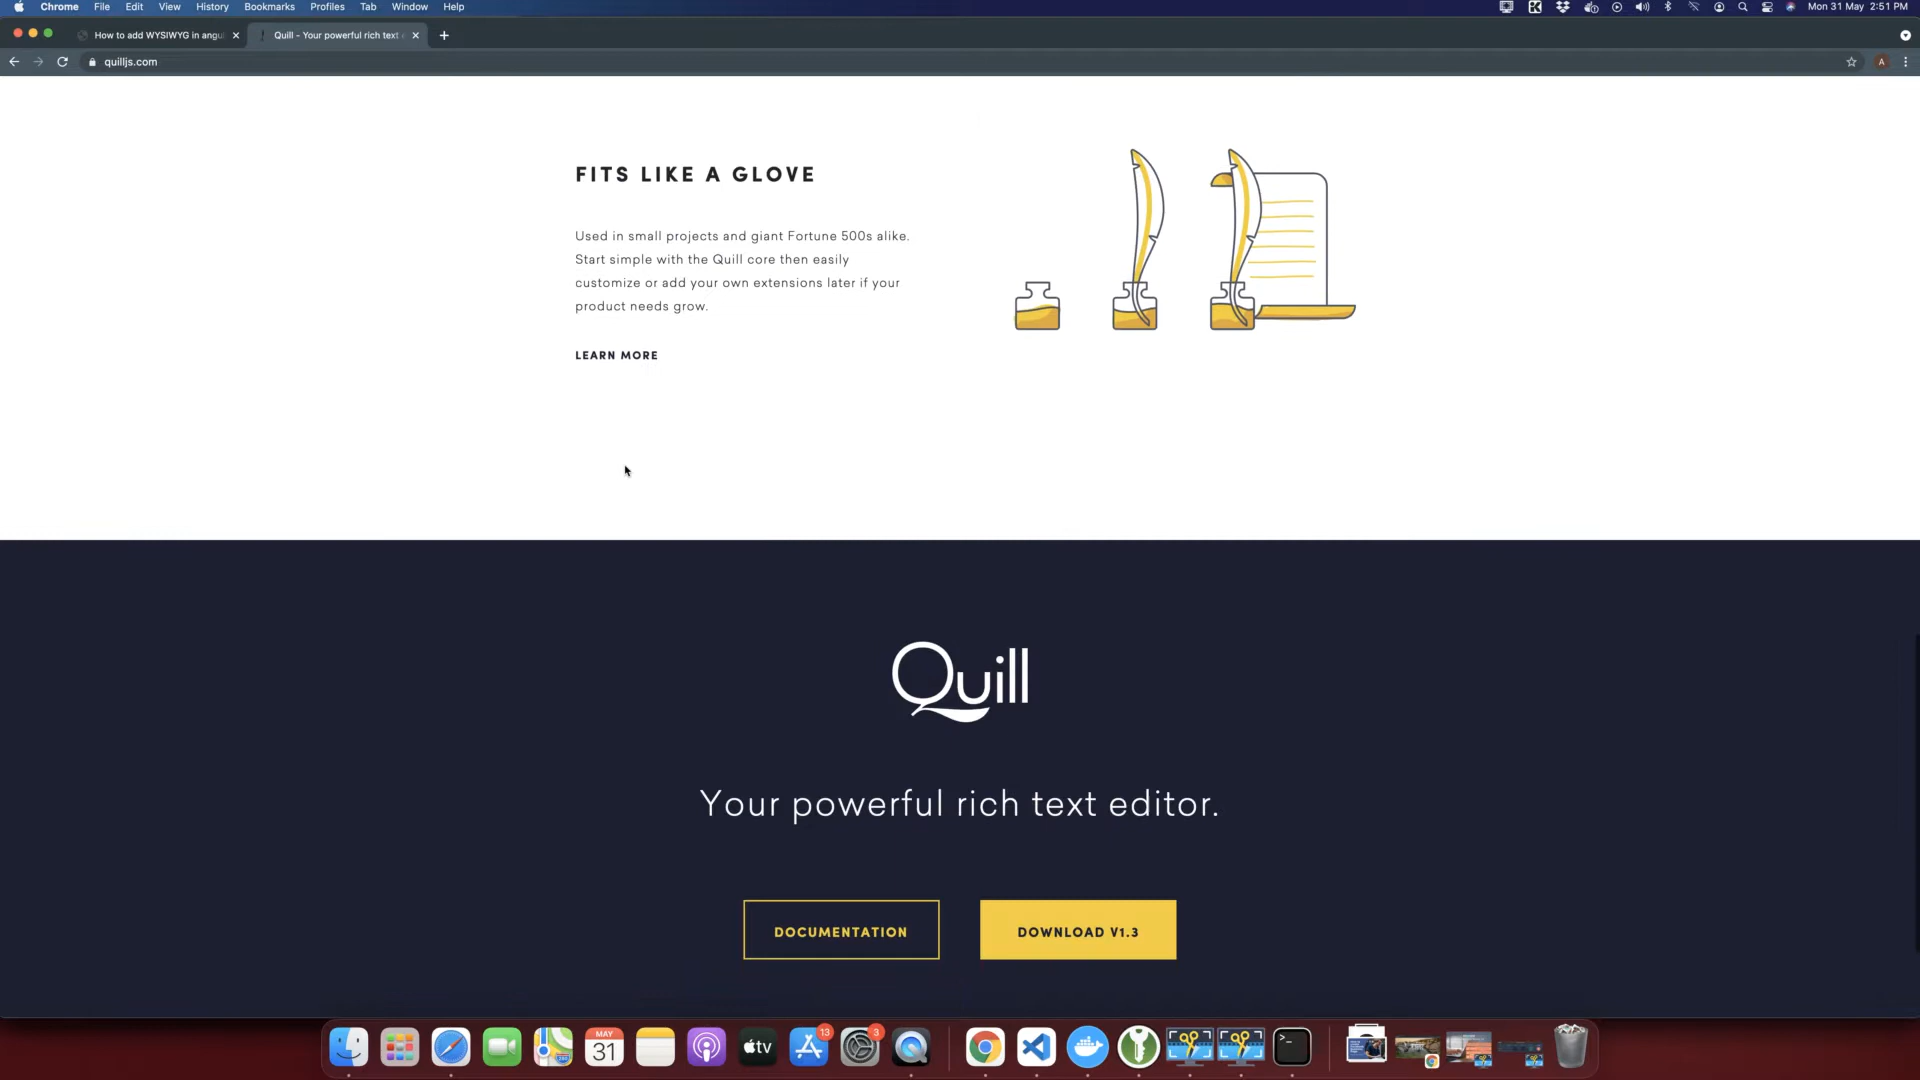 Chrome File Edit View History Bookmarks Profiles Tab Window Help Mon 31 May 2:51 PM
How to add WYSIWYG in angu
Quill - Your powerful rich text
quilljs.com
A
FITS LIKE A GLOVE
Used in small projects and giant Fortune 500s alike.
Start simple with the Quill core then easily
customize or add your own extensions later if your
product needs grow.
LEARN MORE
Quill
Your powerful rich text editor.
DOCUMENTATION
DOWNLOAD V1.3
MAY
31
tv
13
3
>_